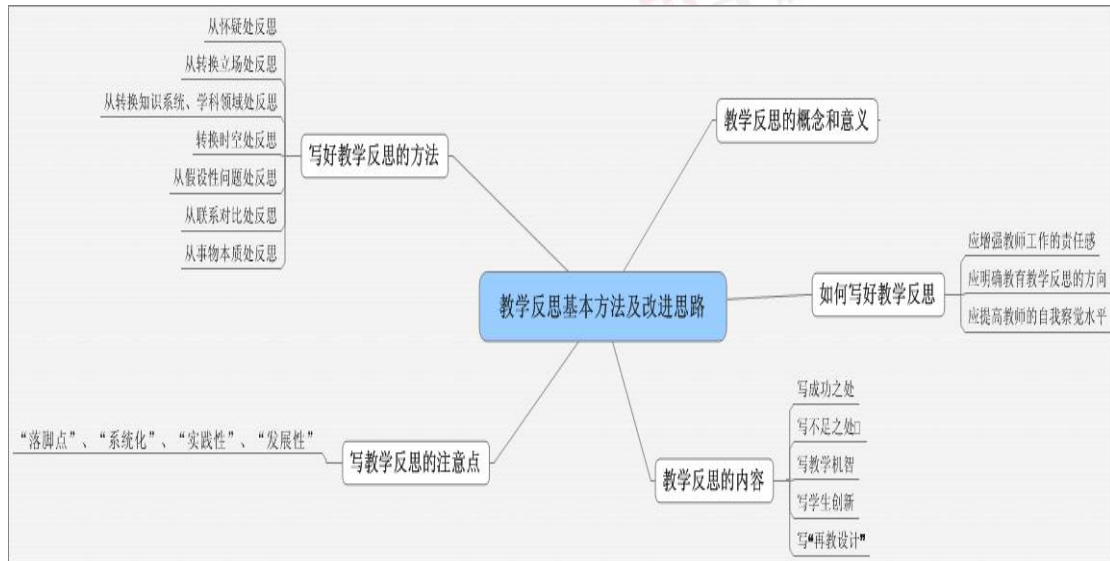 教学反思基本方法及改进思路
教学反思的概念和意义
如何写好教学反思
应增强教师工作的责任感
应明确教育教学反思的方向
应提高教师的自我察觉水平
教学反思的内容
写成功之处
写不足之处□
写教学机智
写学生创新
写“再教设计”
写教学反思的注意点
“落脚点”、“系统化”、“实践性”、“发展性”
写好教学反思的方法
从怀疑处反思
从转换立场处反思
从转换知识系统、学科领域处反思
转换时空处反思
从假设性问题处反思
从联系对比处反思
从事物本质处反思